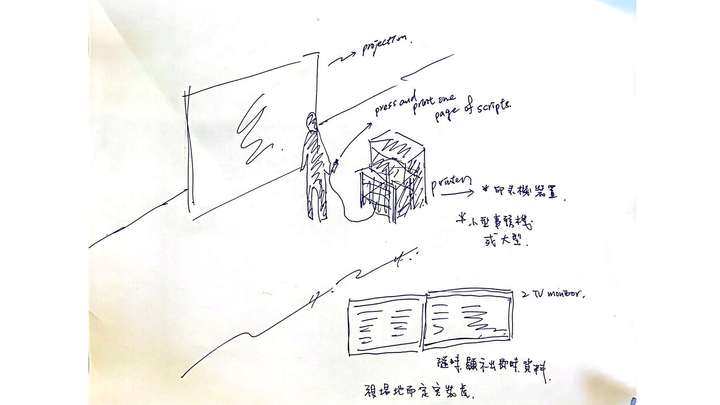 projection.
press and print one
page of scripts.
printer
*印表機裝置.
*小型事務機
或大型.
2 TV monitor.
隨時顯示出即時資料.
視場地而定安裝處